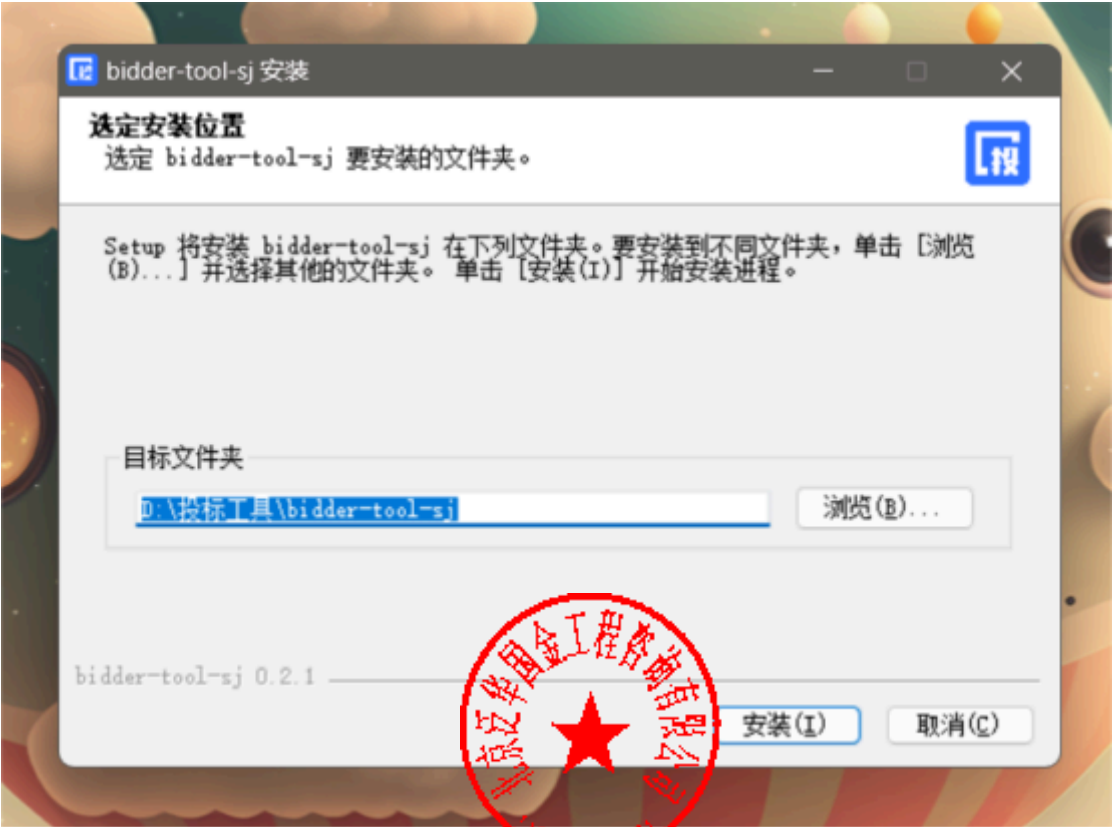 bidder-tool-sj 安装
选定安装位置
选定 bidder-tool-sj 要安装的文件夹。
投
Setup 将安装 bidder-tool-sj 在下列文件夹。要安装到不同文件夹，单击 [浏览
(B)...] 并选择其他的文件夹。 单击 [安装(I)] 开始安装进程。
目标文件夹
D:\投标工具\bidder-tool-sj
浏览(B)...
bidder-tool-sj 0.2.1
安装(I)
取消(C)
华国金工程咨询有限公司